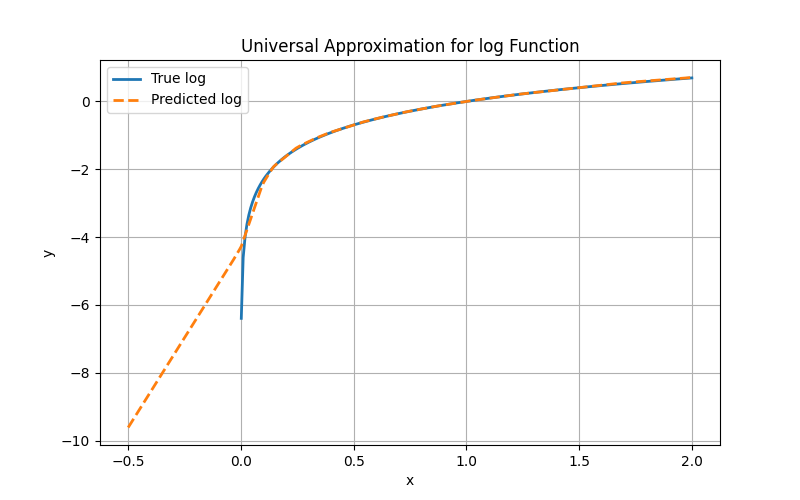 Universal Approximation for log Function
True log
Predicted log
0
−2
−4
−6
−8
−10
y
−0.5
0.0
0.5
1.0
1.5
2.0
x